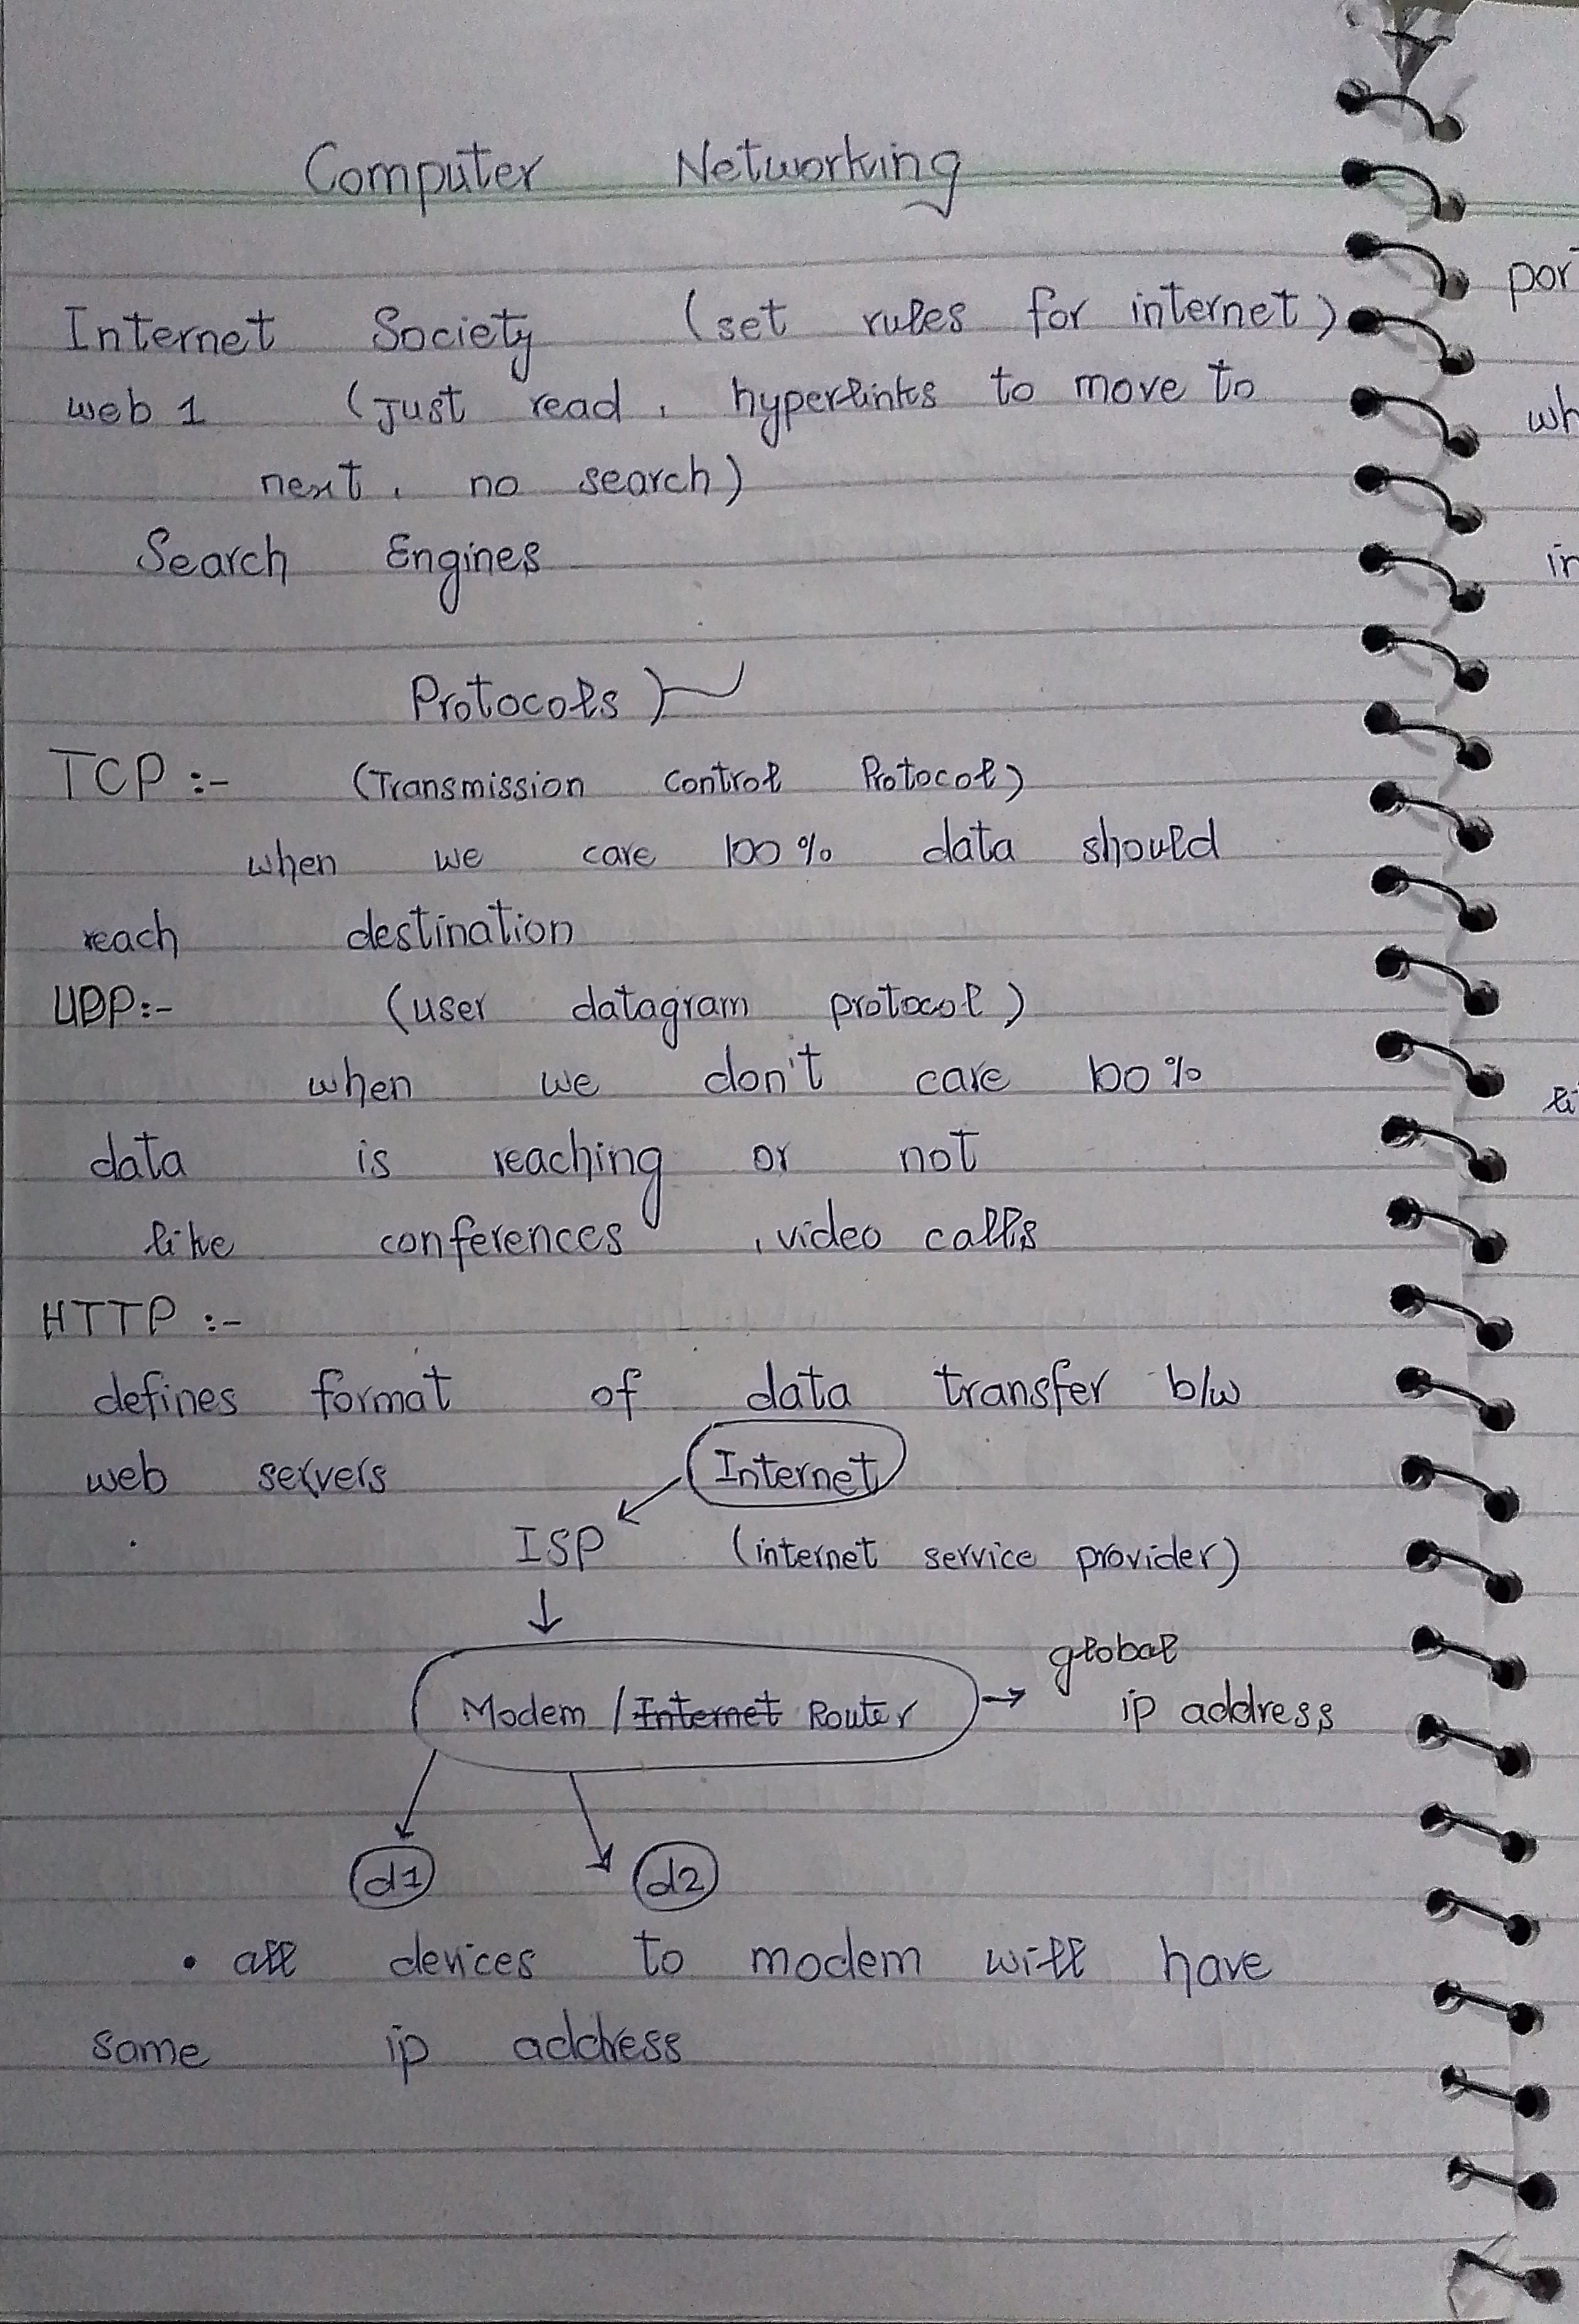 Computer Networking
Internet Society (set rules for internet)
web 1 (Just read, hyperlinks to move to
next, no search)
Search Engines
Protocols
TCP :- (Transmission Control Protocol)
when we care 100% data should
reach destination
UDP:- (user datagram protocol)
when we don't care 100%
data is reaching or not
like conferences, video calls
HTTP :-
defines format of data transfer b/w
web servers
Internet
ISP (internet service provider)
global
Modem / Internet Router → ip address
d1 d2
• all devices to modem will have
same ip address